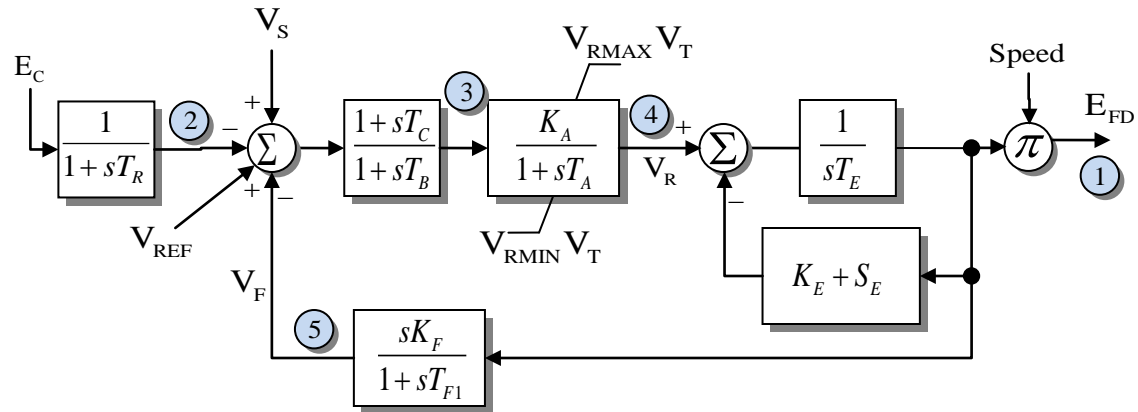 V_S
V_RMAX V_T
Speed
E_C
E_FD
1 / 1 + sT_R
2
+
−
Σ
+
−
1 + sT_C / 1 + sT_B
3
K_A / 1 + sT_A
4
V_R
+
Σ
−
1 / sT_E
π
1
V_REF
V_RMIN V_T
V_F
K_E + S_E
5
sK_F / 1 + sT_F1